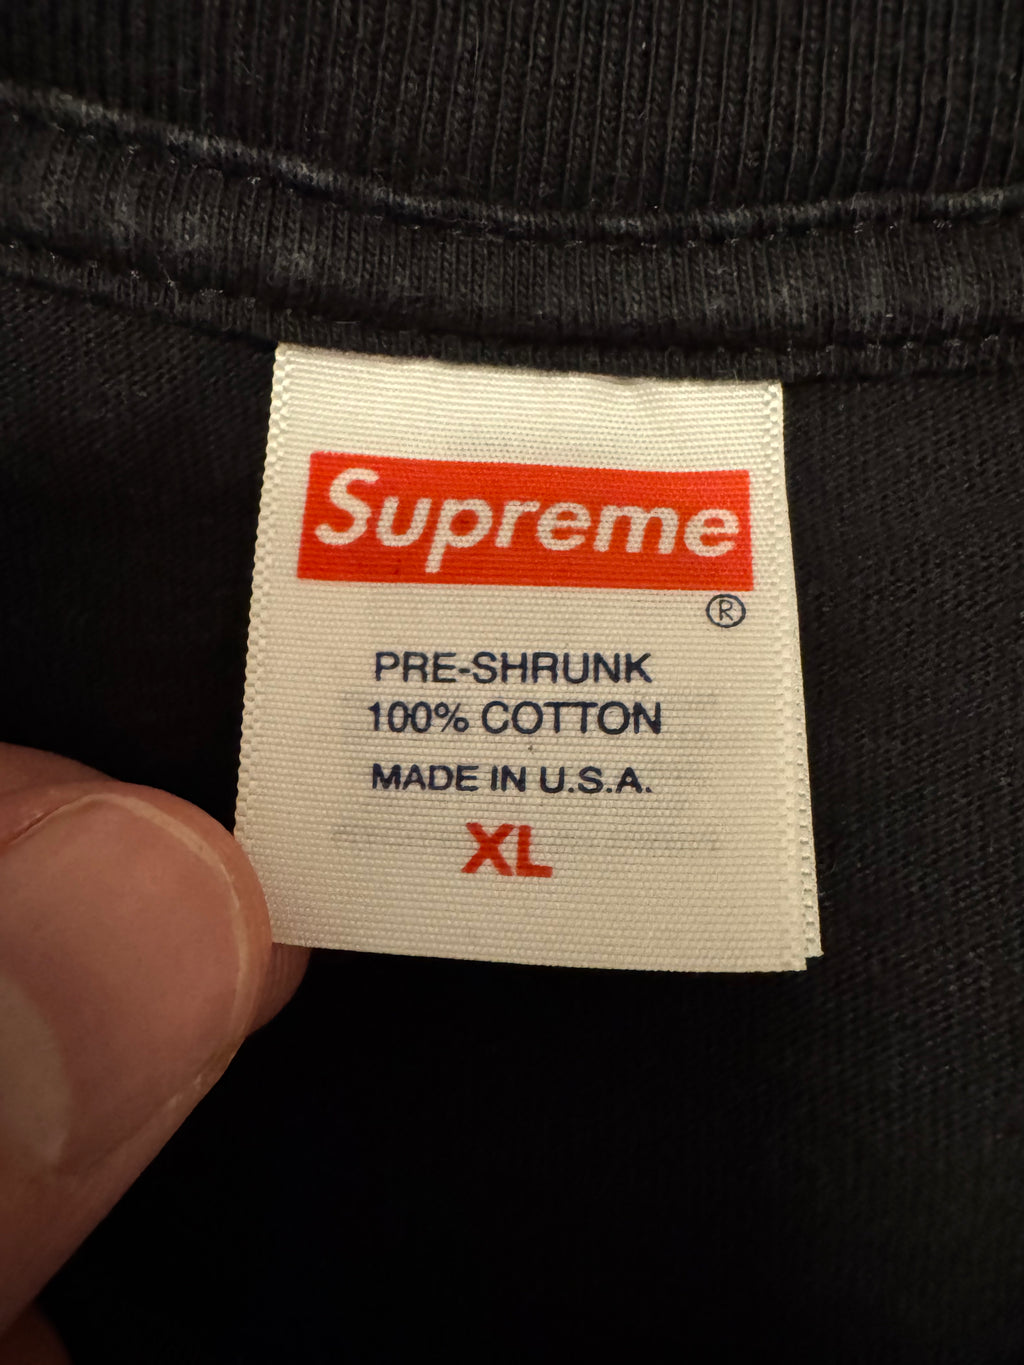 Supreme
®
PRE-SHRUNK
100% COTTON
MADE IN U.S.A.
XL